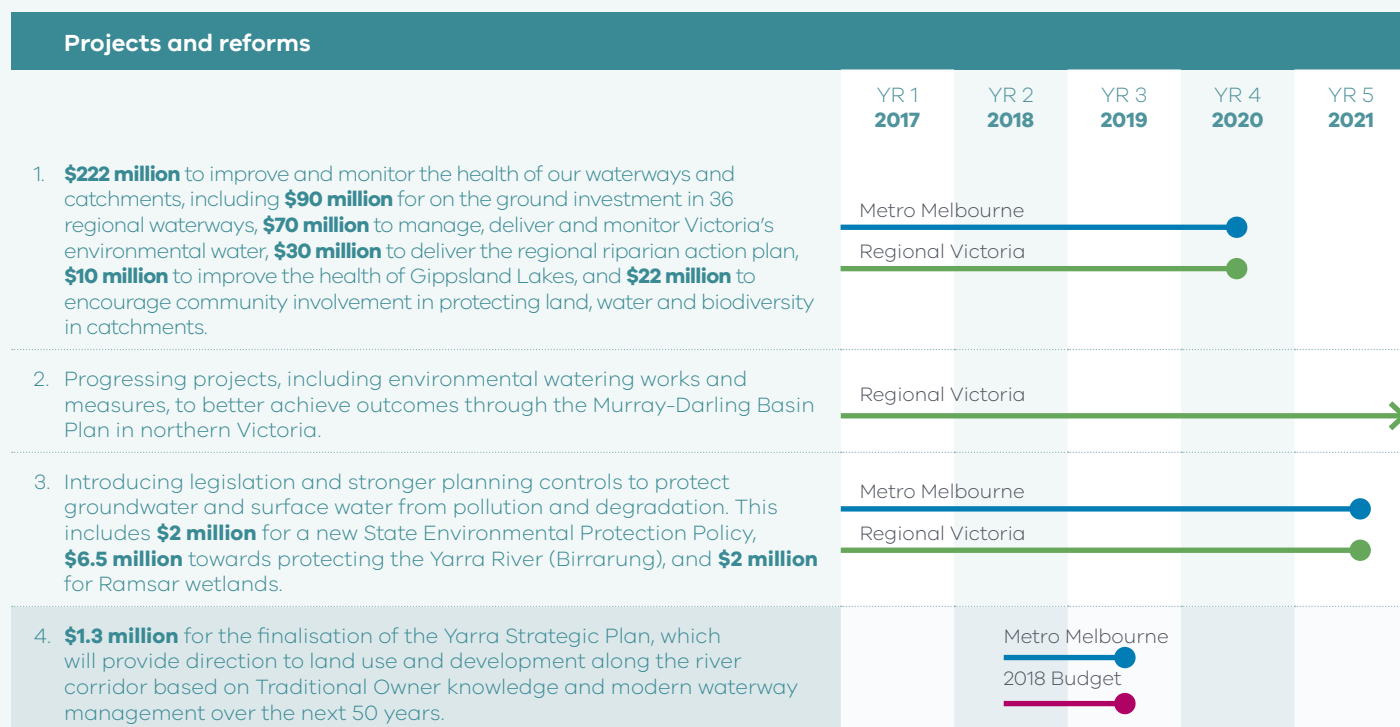 Projects and reforms
YR 1 YR 2 YR 3 YR 4 YR 5
2017 2018 2019 2020 2021
1. $222 million to improve and monitor the health of our waterways and
catchments, including $90 million for on the ground investment in 36
regional waterways, $70 million to manage, deliver and monitor Victoria’s
environmental water, $30 million to deliver the regional riparian action plan,
$10 million to improve the health of Gippsland Lakes, and $22 million to
encourage community involvement in protecting land, water and biodiversity
in catchments.
Metro Melbourne
Regional Victoria
2. Progressing projects, including environmental watering works and
measures, to better achieve outcomes through the Murray-Darling Basin
Plan in northern Victoria.
Regional Victoria
3. Introducing legislation and stronger planning controls to protect
groundwater and surface water from pollution and degradation. This
includes $2 million for a new State Environmental Protection Policy,
$6.5 million towards protecting the Yarra River (Birrarung), and $2 million
for Ramsar wetlands.
Metro Melbourne
Regional Victoria
4. $1.3 million for the finalisation of the Yarra Strategic Plan, which
will provide direction to land use and development along the river
corridor based on Traditional Owner knowledge and modern waterway
management over the next 50 years.
Metro Melbourne
2018 Budget